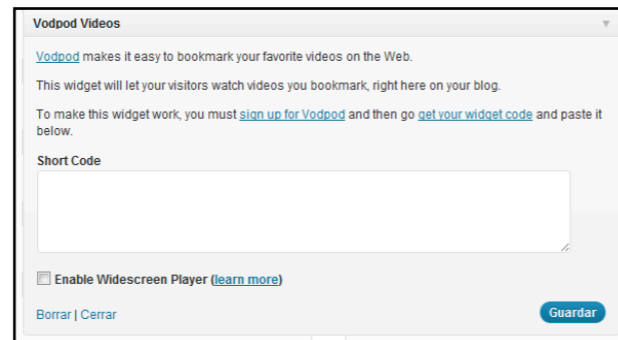 Vodpod Videos
Vodpod makes it easy to bookmark your favorite videos on the Web.
This widget will let your visitors watch videos you bookmark, right here on your blog.
To make this widget work, you must sign up for Vodpod and then go get your widget code and paste it
below.
Short Code
Enable Widescreen Player (learn more)
Borrar | Cerrar
Guardar